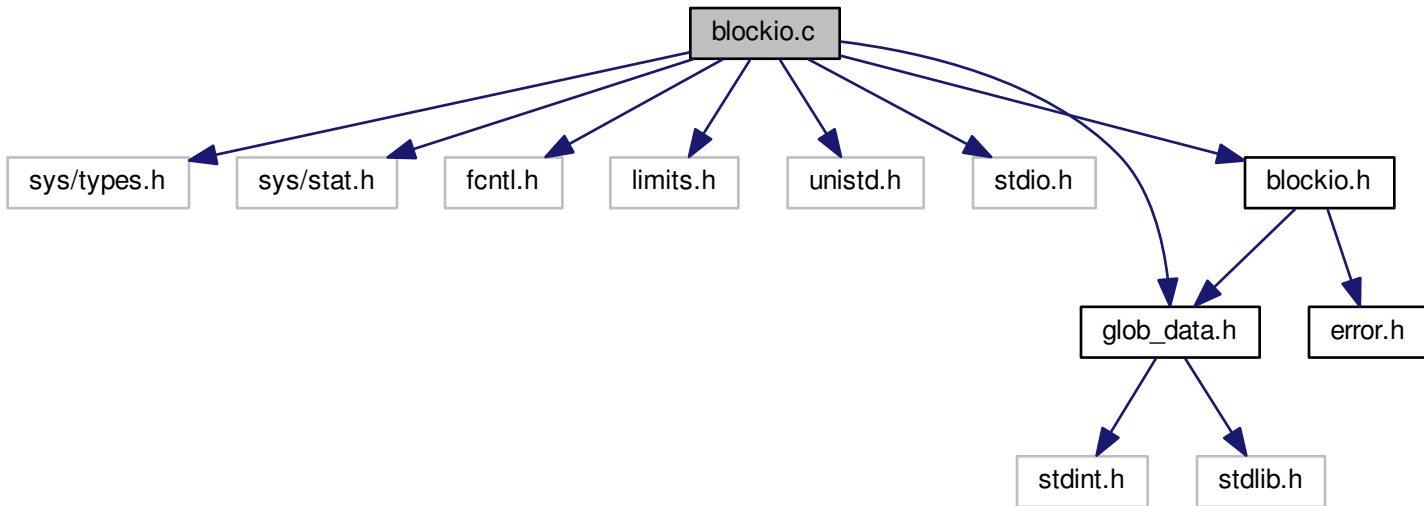 blockio.c
sys/types.h
sys/stat.h
fcntl.h
limits.h
unistd.h
stdio.h
blockio.h
glob_data.h
error.h
stdint.h
stdlib.h